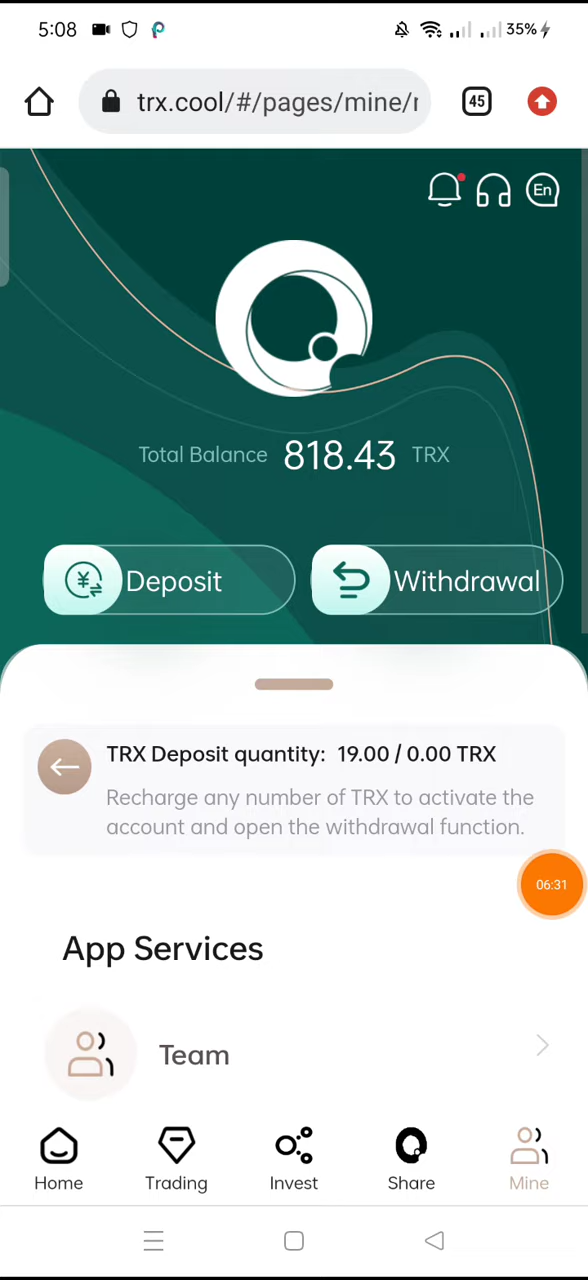 5:08
35%
trx.cool/#/pages/mine/r
45
En
Total Balance 818.43 TRX
Deposit
Withdrawal
TRX Deposit quantity: 19.00 / 0.00 TRX
Recharge any number of TRX to activate the
account and open the withdrawal function.
06:31
App Services
Team
Home
Trading
Invest
Share
Mine